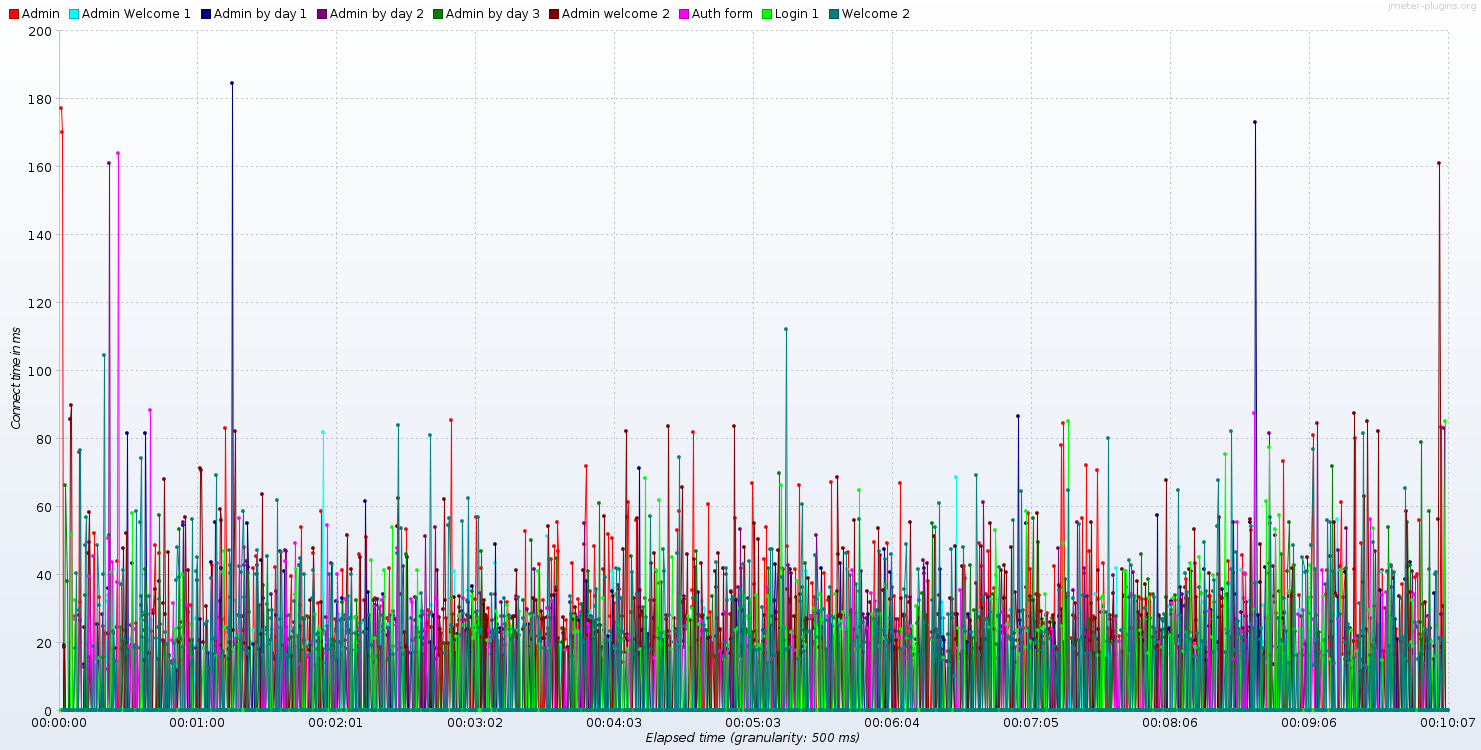 Admin Admin Welcome 1 Admin by day 1 Admin by day 2 Admin by day 3 Admin welcome 2 Auth form Login 1 Welcome 2
jmeter-plugins.org
200
180
160
140
120
100
80
60
40
20
0
Connect time in ms
00:00:00 00:01:00 00:02:01 00:03:02 00:04:03 00:05:03 00:06:04 00:07:05 00:08:06 00:09:06 00:10:07
Elapsed time (granularity: 500 ms)